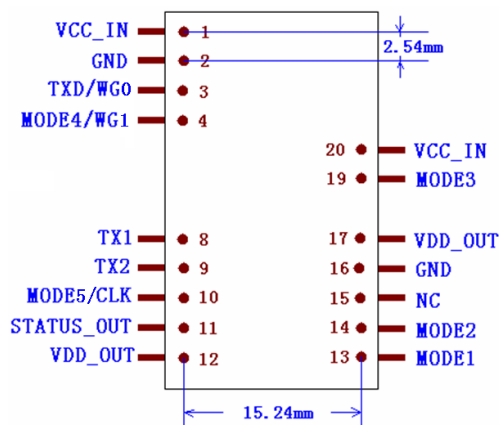 VCC_IN 1
GND 2
2.54mm
TXD/WG0 3
MODE4/WG1 4
20 VCC_IN
19 MODE3
TX1 8
17 VDD_OUT
TX2 9
16 GND
MODE5/CLK 10
15 NC
STATUS_OUT 11
14 MODE2
VDD_OUT 12
13 MODE1
15.24mm